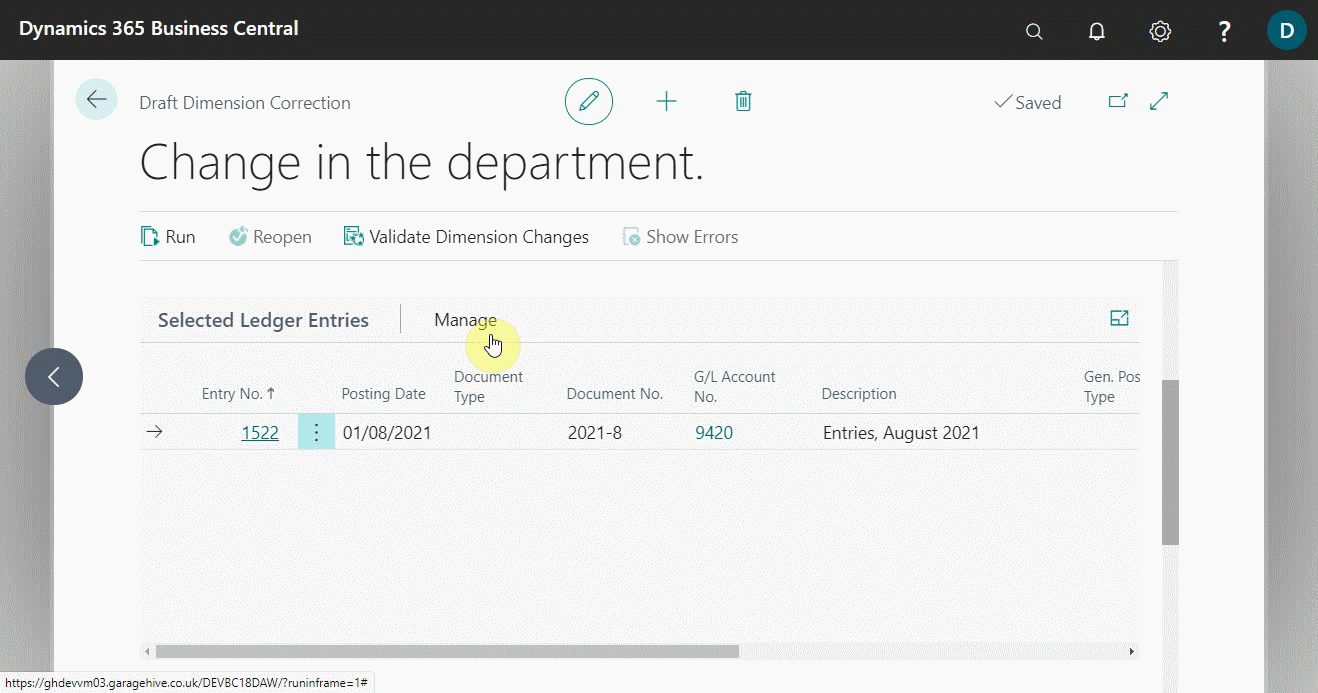 Dynamics 365 Business Central
D
Draft Dimension Correction
Saved
Change in the department.
Run Reopen Validate Dimension Changes Show Errors
Selected Ledger Entries Manage
Entry No. ↑ Posting Date Document Type Document No. G/L Account No. Description Gen. Pos Type
1522 01/08/2021 2021-8 9420 Entries, August 2021
https://ghdevvm03.garagehive.co.uk/DEVBC18DAW/?runinframe=1#